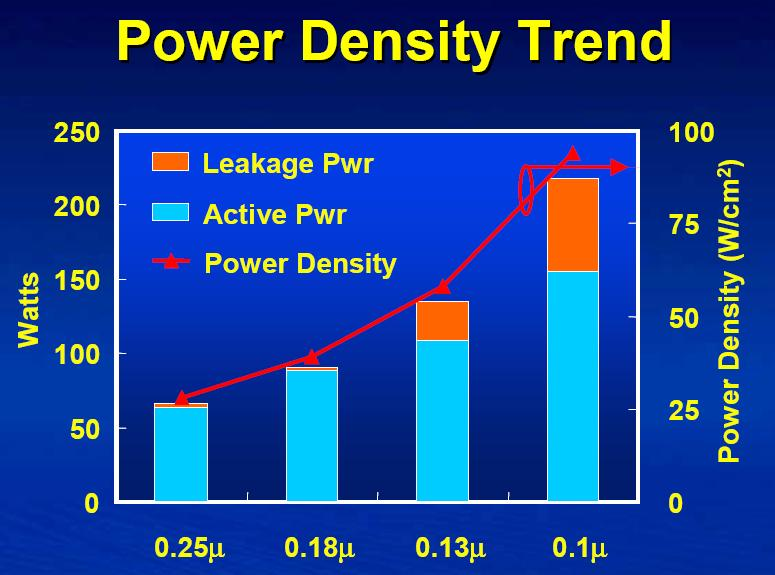 Power Density Trend
250
200
150
100
50
0
Watts
Leakage Pwr
Active Pwr
Power Density
100
75
50
25
0
Power Density (W/cm²)
0.25μ 0.18μ 0.13μ 0.1μ